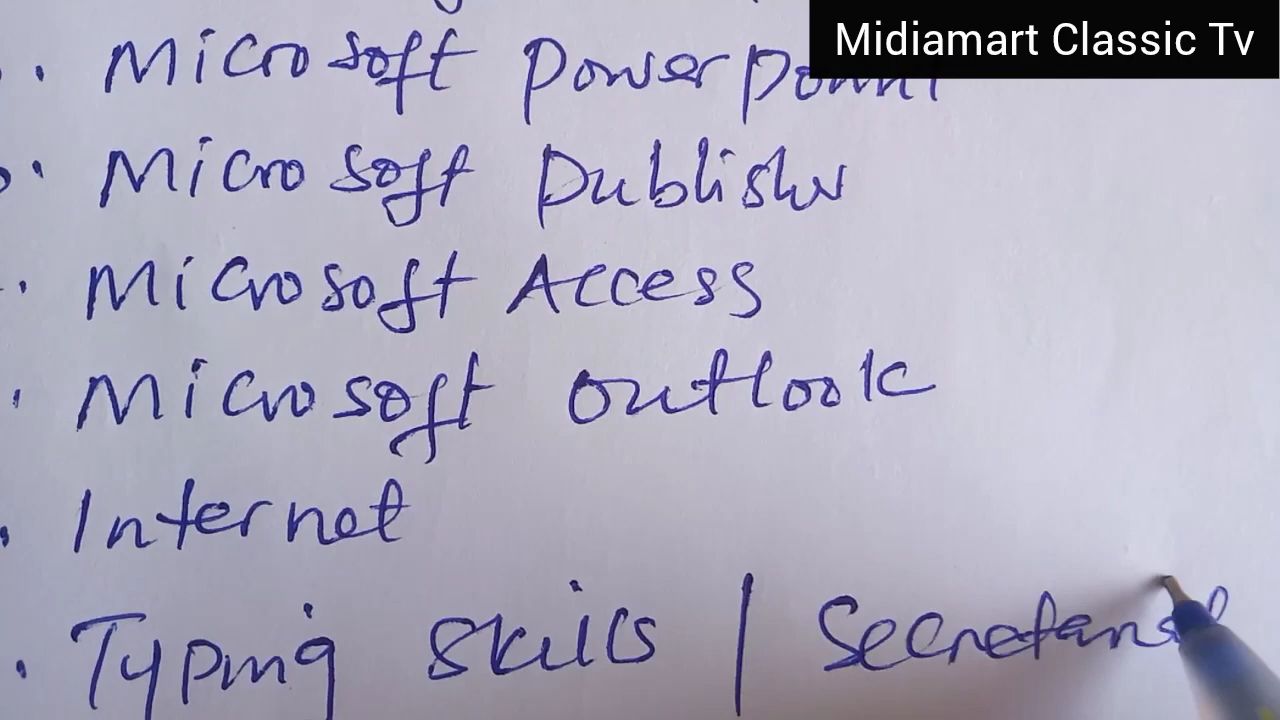 Midiamart Classic Tv
Microsoft Powerpoint
Microsoft Publisher
Microsoft Access
Microsoft outlook
Internet
Typing Skills / Secretarial